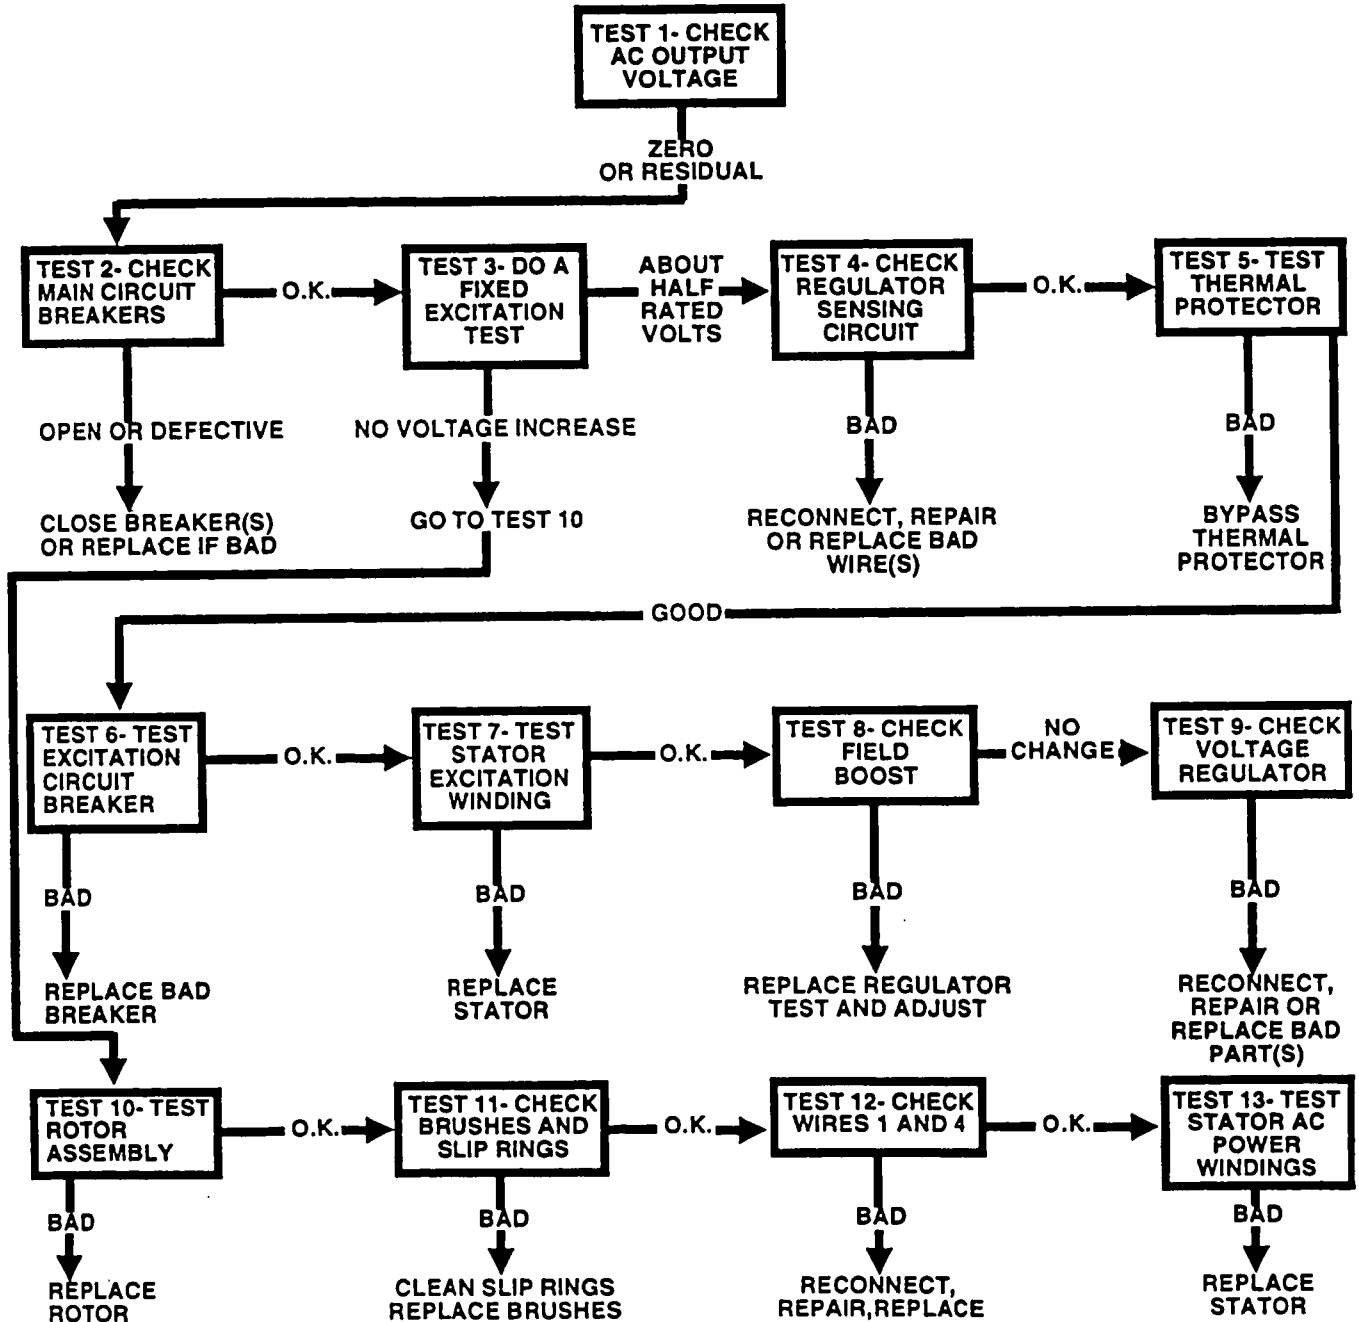 TEST 1- CHECK
AC OUTPUT
VOLTAGE
ZERO
OR RESIDUAL
TEST 2- CHECK
MAIN CIRCUIT
BREAKERS
O.K.
TEST 3- DO A
FIXED
EXCITATION
TEST
ABOUT
HALF
RATED
VOLTS
TEST 4- CHECK
REGULATOR
SENSING
CIRCUIT
O.K.
TEST 5- TEST
THERMAL
PROTECTOR
OPEN OR DEFECTIVE
NO VOLTAGE INCREASE
BAD
BAD
CLOSE BREAKER(S)
OR REPLACE IF BAD
GO TO TEST 10
RECONNECT, REPAIR
OR REPLACE BAD
WIRE(S)
BYPASS
THERMAL
PROTECTOR
GOOD
TEST 6- TEST
EXCITATION
CIRCUIT
BREAKER
O.K.
TEST 7- TEST
STATOR
EXCITATION
WINDING
O.K.
TEST 8- CHECK
FIELD
BOOST
NO
CHANGE
TEST 9- CHECK
VOLTAGE
REGULATOR
BAD
BAD
BAD
BAD
REPLACE BAD
BREAKER
REPLACE
STATOR
REPLACE REGULATOR
TEST AND ADJUST
RECONNECT,
REPAIR OR
REPLACE BAD
PART(S)
TEST 10- TEST
ROTOR
ASSEMBLY
O.K.
TEST 11- CHECK
BRUSHES AND
SLIP RINGS
O.K.
TEST 12- CHECK
WIRES 1 AND 4
O.K.
TEST 13- TEST
STATOR AC
POWER
WINDINGS
BAD
BAD
BAD
BAD
REPLACE
ROTOR
CLEAN SLIP RINGS
REPLACE BRUSHES
RECONNECT,
REPAIR,REPLACE
REPLACE
STATOR